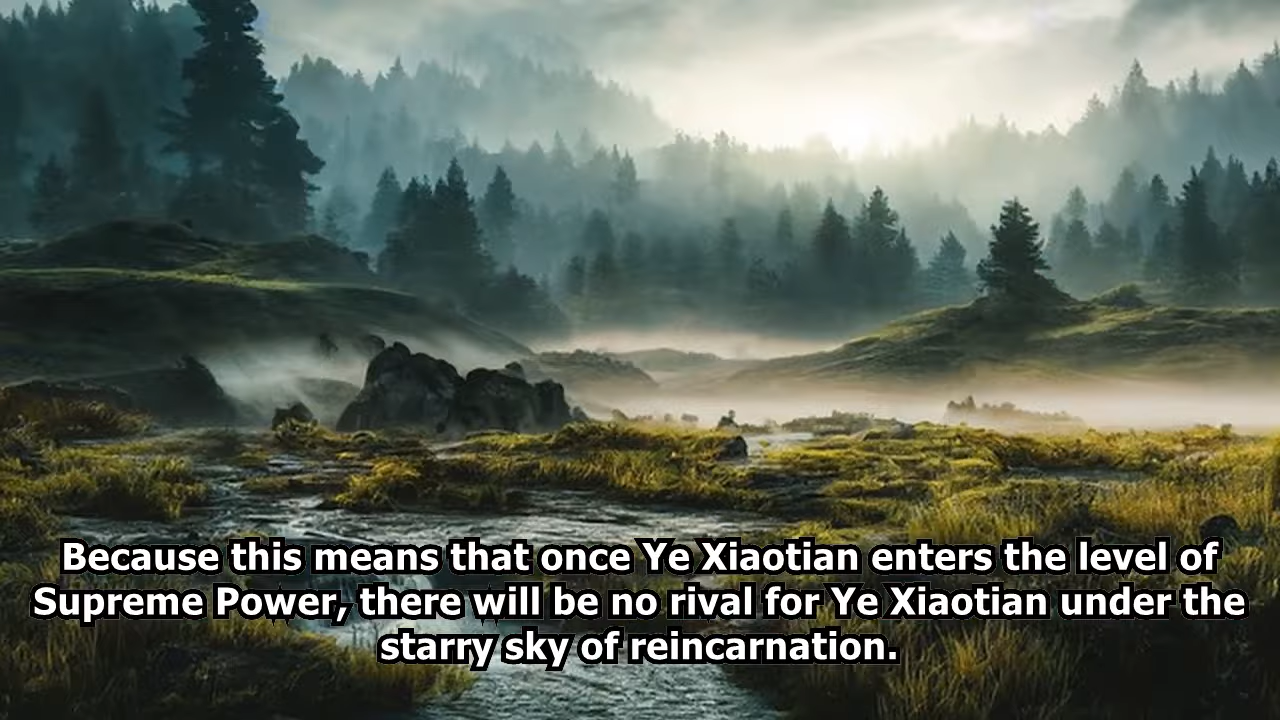 Because this means that once Ye Xiaotian enters the level of
Supreme Power, there will be no rival for Ye Xiaotian under the
starry sky of reincarnation.